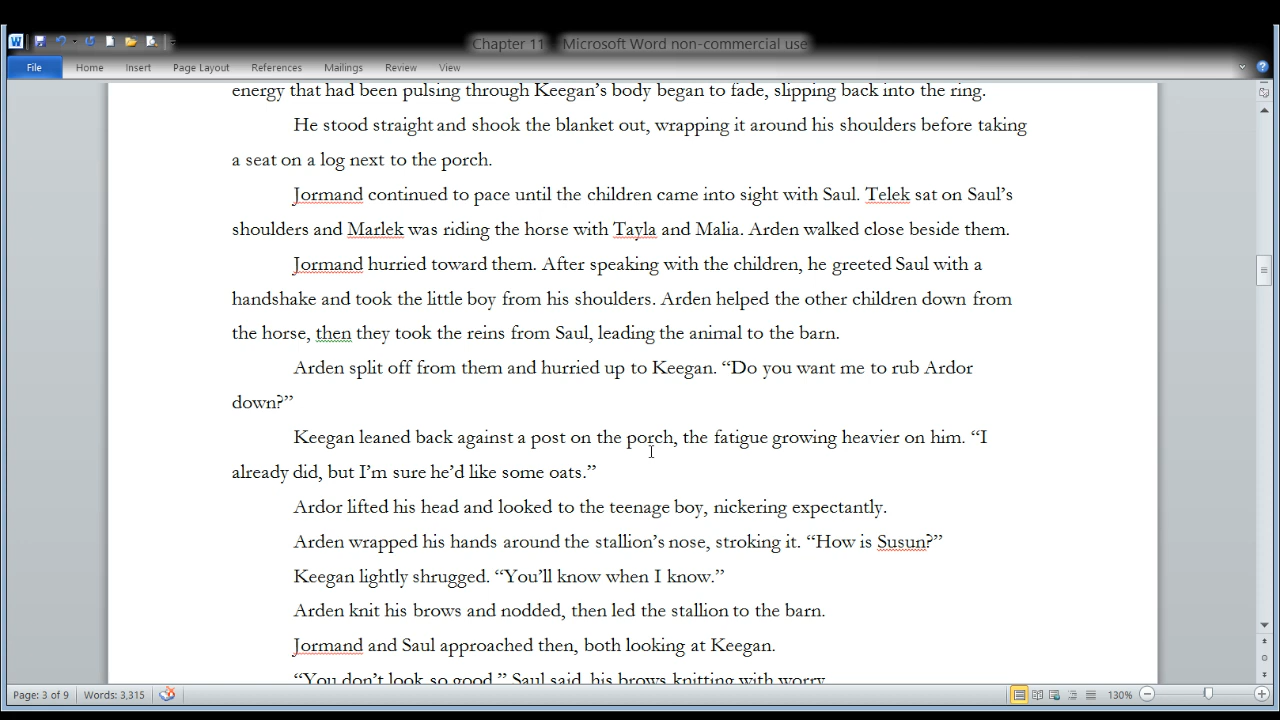 Chapter 11 Microsoft Word non-commercial use
File Home Insert Page Layout References Mailings Review View
energy that had been pulsing through Keegan’s body began to fade, slipping back into the ring.
He stood straight and shook the blanket out, wrapping it around his shoulders before taking
a seat on a log next to the porch.
Jormand continued to pace until the children came into sight with Saul. Telek sat on Saul’s
shoulders and Marlek was riding the horse with Tayla and Malia. Arden walked close beside them.
Jormand hurried toward them. After speaking with the children, he greeted Saul with a
handshake and took the little boy from his shoulders. Arden helped the other children down from
the horse, then they took the reins from Saul, leading the animal to the barn.
Arden split off from them and hurried up to Keegan. “Do you want me to rub Ardor
down?”
Keegan leaned back against a post on the porch, the fatigue growing heavier on him. “I
already did, but I’m sure he’d like some oats.”
Ardor lifted his head and looked to the teenage boy, nickering expectantly.
Arden wrapped his hands around the stallion’s nose, stroking it. “How is Susun?”
Keegan lightly shrugged. “You’ll know when I know.”
Arden knit his brows and nodded, then led the stallion to the barn.
Jormand and Saul approached then, both looking at Keegan.
“You don’t look so good,” Saul said, his brows knitting with worry.
Page: 3 of 9 Words: 3,315 130%